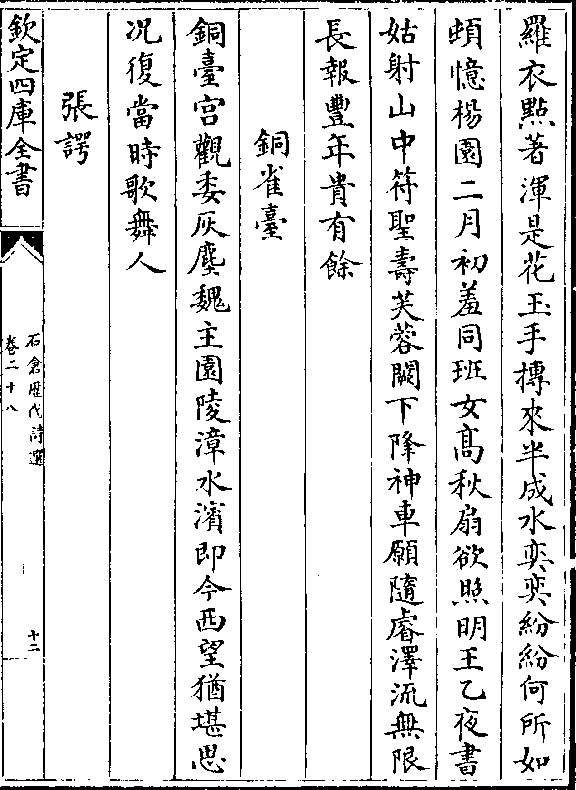 羅衣㸃著渾是花玉手摶來半成水奕奕紛紛何所如
頓憶楊園二月初羞同班女髙秋扇欲照明王乙夜書
姑射山中符聖壽芙蓉闕下降神車願隨睿澤流無限
長報豐年貴有餘
銅雀臺
銅臺宫觀委灰塵魏主園陵漳水濱即今西望猶堪思
况復當時歌舞人
張諤
欽定四庫全書
石倉歴代詩選
卷二十八
十二